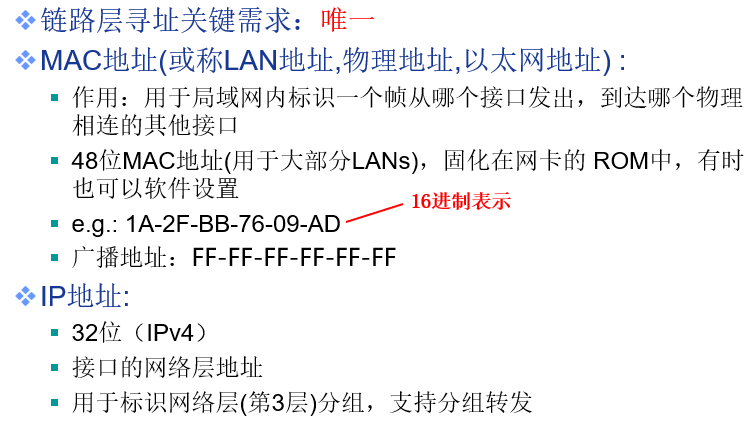 链路层寻址关键需求：唯一
MAC地址(或称LAN地址,物理地址,以太网地址) :
作用：用于局域网内标识一个帧从哪个接口发出，到达哪个物理
相连的其他接口
48位MAC地址(用于大部分LANs)，固化在网卡的 ROM中，有时
也可以软件设置
16进制表示
e.g.: 1A-2F-BB-76-09-AD
广播地址：FF-FF-FF-FF-FF-FF
IP地址:
32位（IPv4）
接口的网络层地址
用于标识网络层(第3层)分组，支持分组转发